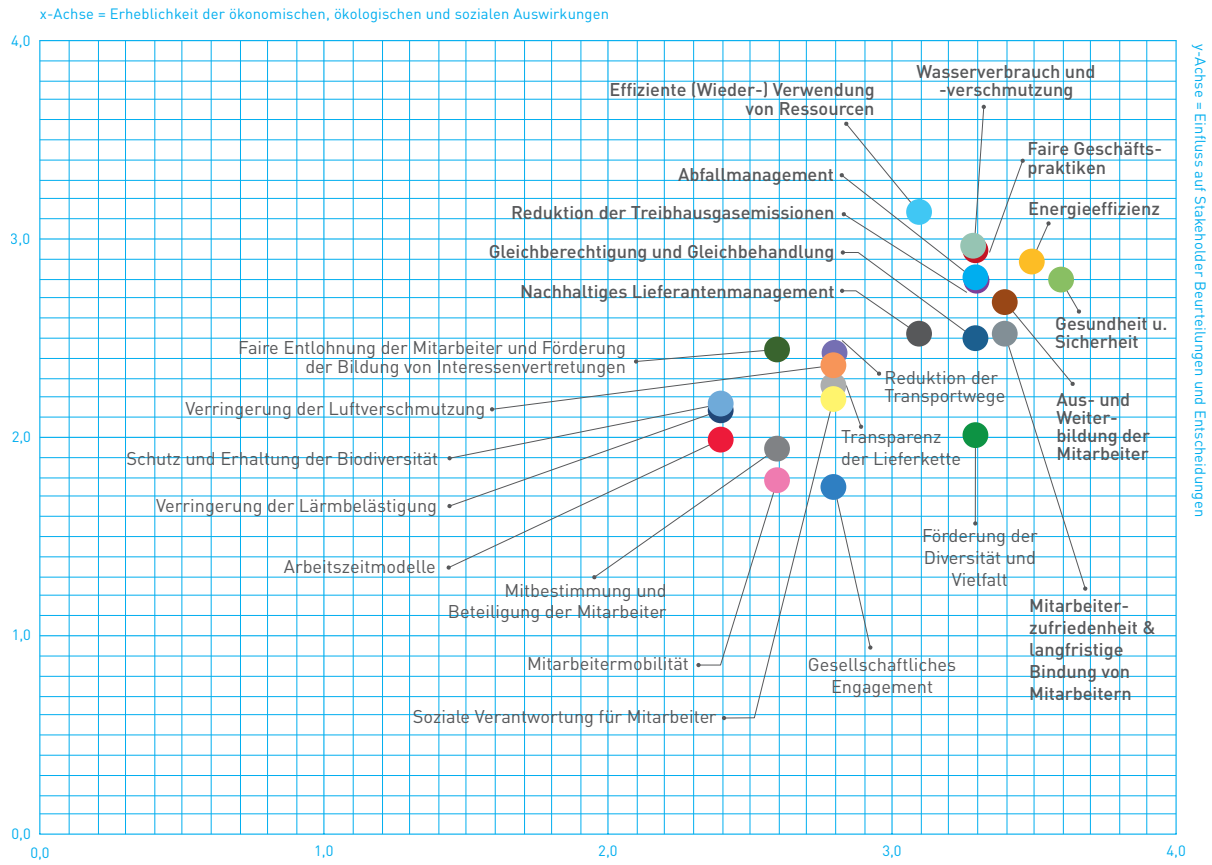 x-Achse = Erheblichkeit der ökonomischen, ökologischen und sozialen Auswirkungen
y-Achse = Einfluss auf Stakeholder Beurteilungen und Entscheidungen
4,0
3,0
2,0
1,0
0,0
0,0
1,0
2,0
3,0
4,0
Wasserverbrauch und
-verschmutzung
Effiziente (Wieder-) Verwendung
von Ressourcen
Faire Geschäfts-
praktiken
Abfallmanagement
Energieeffizienz
Reduktion der Treibhausgasemissionen
Gleichberechtigung und Gleichbehandlung
Nachhaltiges Lieferantenmanagement
Gesundheit u.
Sicherheit
Faire Entlohnung der Mitarbeiter und Förderung
der Bildung von Interessenvertretungen
Reduktion der
Transportwege
Aus- und
Weiter-
bildung der
Mitarbeiter
Verringerung der Luftverschmutzung
Transparenz
der Lieferkette
Schutz und Erhaltung der Biodiversität
Verringerung der Lärmbelästigung
Förderung der
Diversität und
Vielfalt
Arbeitszeitmodelle
Mitbestimmung und
Beteiligung der Mitarbeiter
Mitarbeiter-
zufriedenheit &
langfristige
Bindung von
Mitarbeitern
Mitarbeitermobilität
Gesellschaftliches
Engagement
Soziale Verantwortung für Mitarbeiter